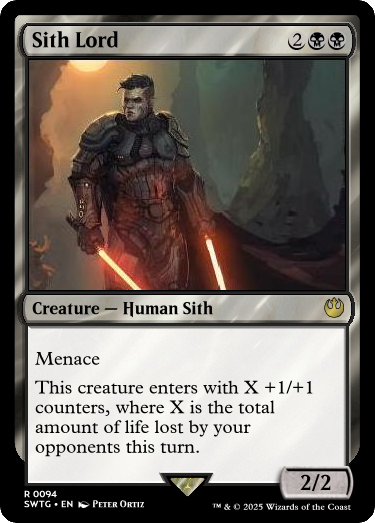 Sith Lord 2
Creature — Human Sith
Menace
This creature enters with X +1/+1
counters, where X is the total
amount of life lost by your
opponents this turn.
2/2
R 0094
SWTG • EN Peter Ortiz
™ & © 2025 Wizards of the Coast